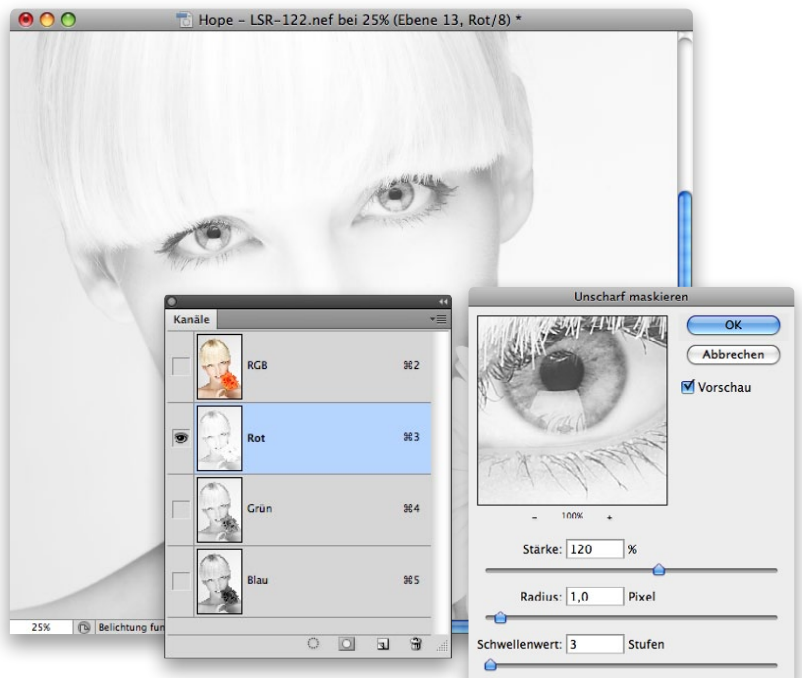 Hope – LSR-122.nef bei 25% (Ebene 13, Rot/8) *
Kanäle
RGB ⌘2
Rot ⌘3
Grün ⌘4
Blau ⌘5
25% Belichtung fun
Unscharf maskieren
OK
Abbrechen
Vorschau
– 100% +
Stärke: 120 %
Radius: 1,0 Pixel
Schwellenwert: 3 Stufen